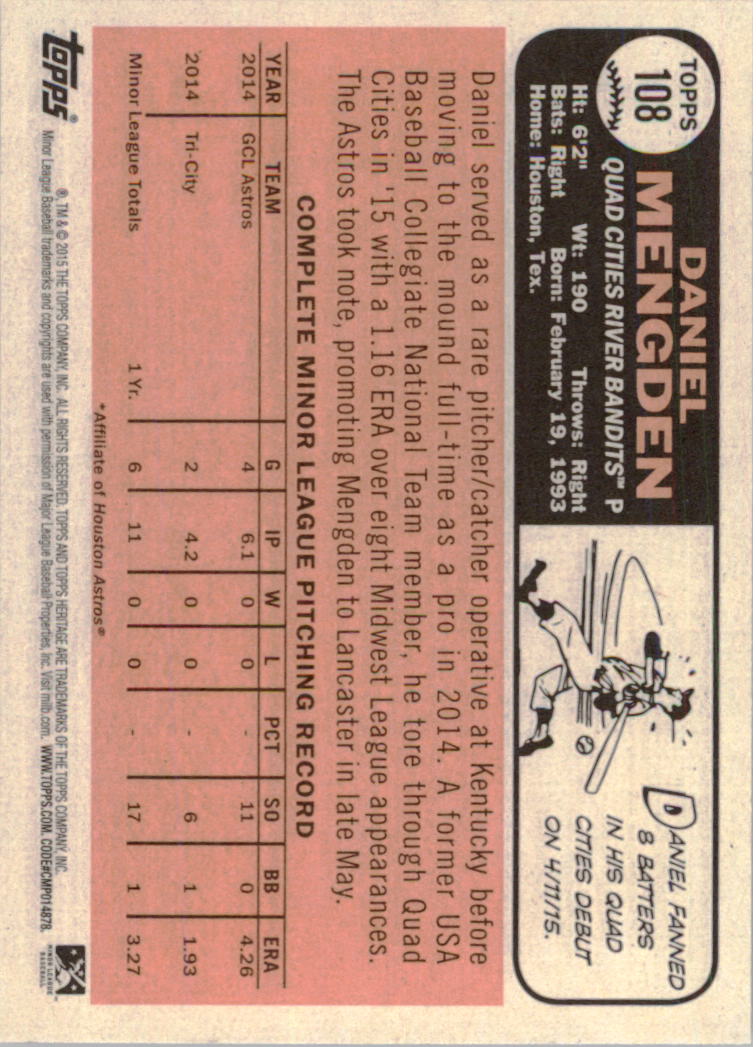 TOPPS
108
DANIEL
MENGDEN
QUAD CITIES RIVER BANDITS™ P
Ht: 6'2" Wt: 190 Throws: Right
Bats: Right Born: February 19, 1993
Home: Houston, Tex.
DANIEL FANNED
8 BATTERS
IN HIS QUAD
CITIES DEBUT
ON 4/11/15.
Daniel served as a rare pitcher/catcher operative at Kentucky before
moving to the mound full-time as a pro in 2014. A former USA
Baseball Collegiate National Team member, he tore through Quad
Cities in '15 with a 1.16 ERA over eight Midwest League appearances.
The Astros took note, promoting Mengden to Lancaster in late May.
COMPLETE MINOR LEAGUE PITCHING RECORD
YEAR TEAM G IP W L PCT SO BB ERA
2014 GCL Astros 4 6.1 0 0 - 11 0 4.26
2014 Tri-City 2 4.2 0 0 - 6 1 1.93
Minor League Totals 1 Yr. 6 11 0 0 - 17 1 3.27
*Affiliate of Houston Astros®
topps®
®, TM & © 2015 THE TOPPS COMPANY, INC. ALL RIGHTS RESERVED. TOPPS AND TOPPS HERITAGE ARE TRADEMARKS OF THE TOPPS COMPANY, INC.
Minor League Baseball trademarks and copyrights are used with permission of Major League Baseball Properties, Inc. Visit milb.com. WWW.TOPPS.COM. CODE#CMP014878.
MINOR LEAGUE
BASEBALL™